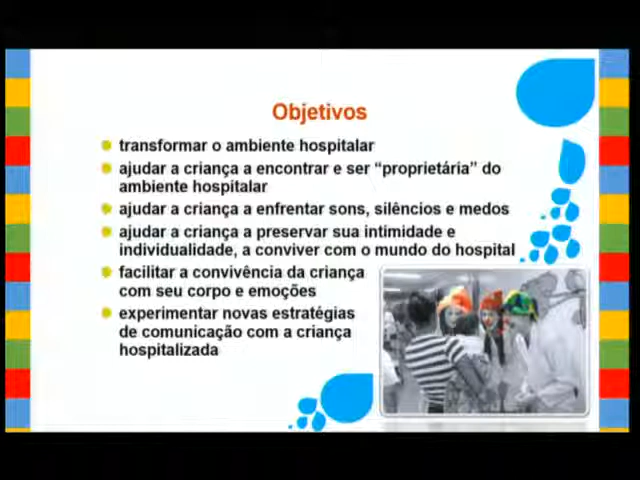 Objetivos
transformar o ambiente hospitalar
ajudar a criança a encontrar e ser “proprietária” do
ambiente hospitalar
ajudar a criança a enfrentar sons, silêncios e medos
ajudar a criança a preservar sua intimidade e
individualidade, a conviver com o mundo do hospital
facilitar a convivência da criança
com seu corpo e emoções
experimentar novas estratégias
de comunicação com a criança
hospitalizada